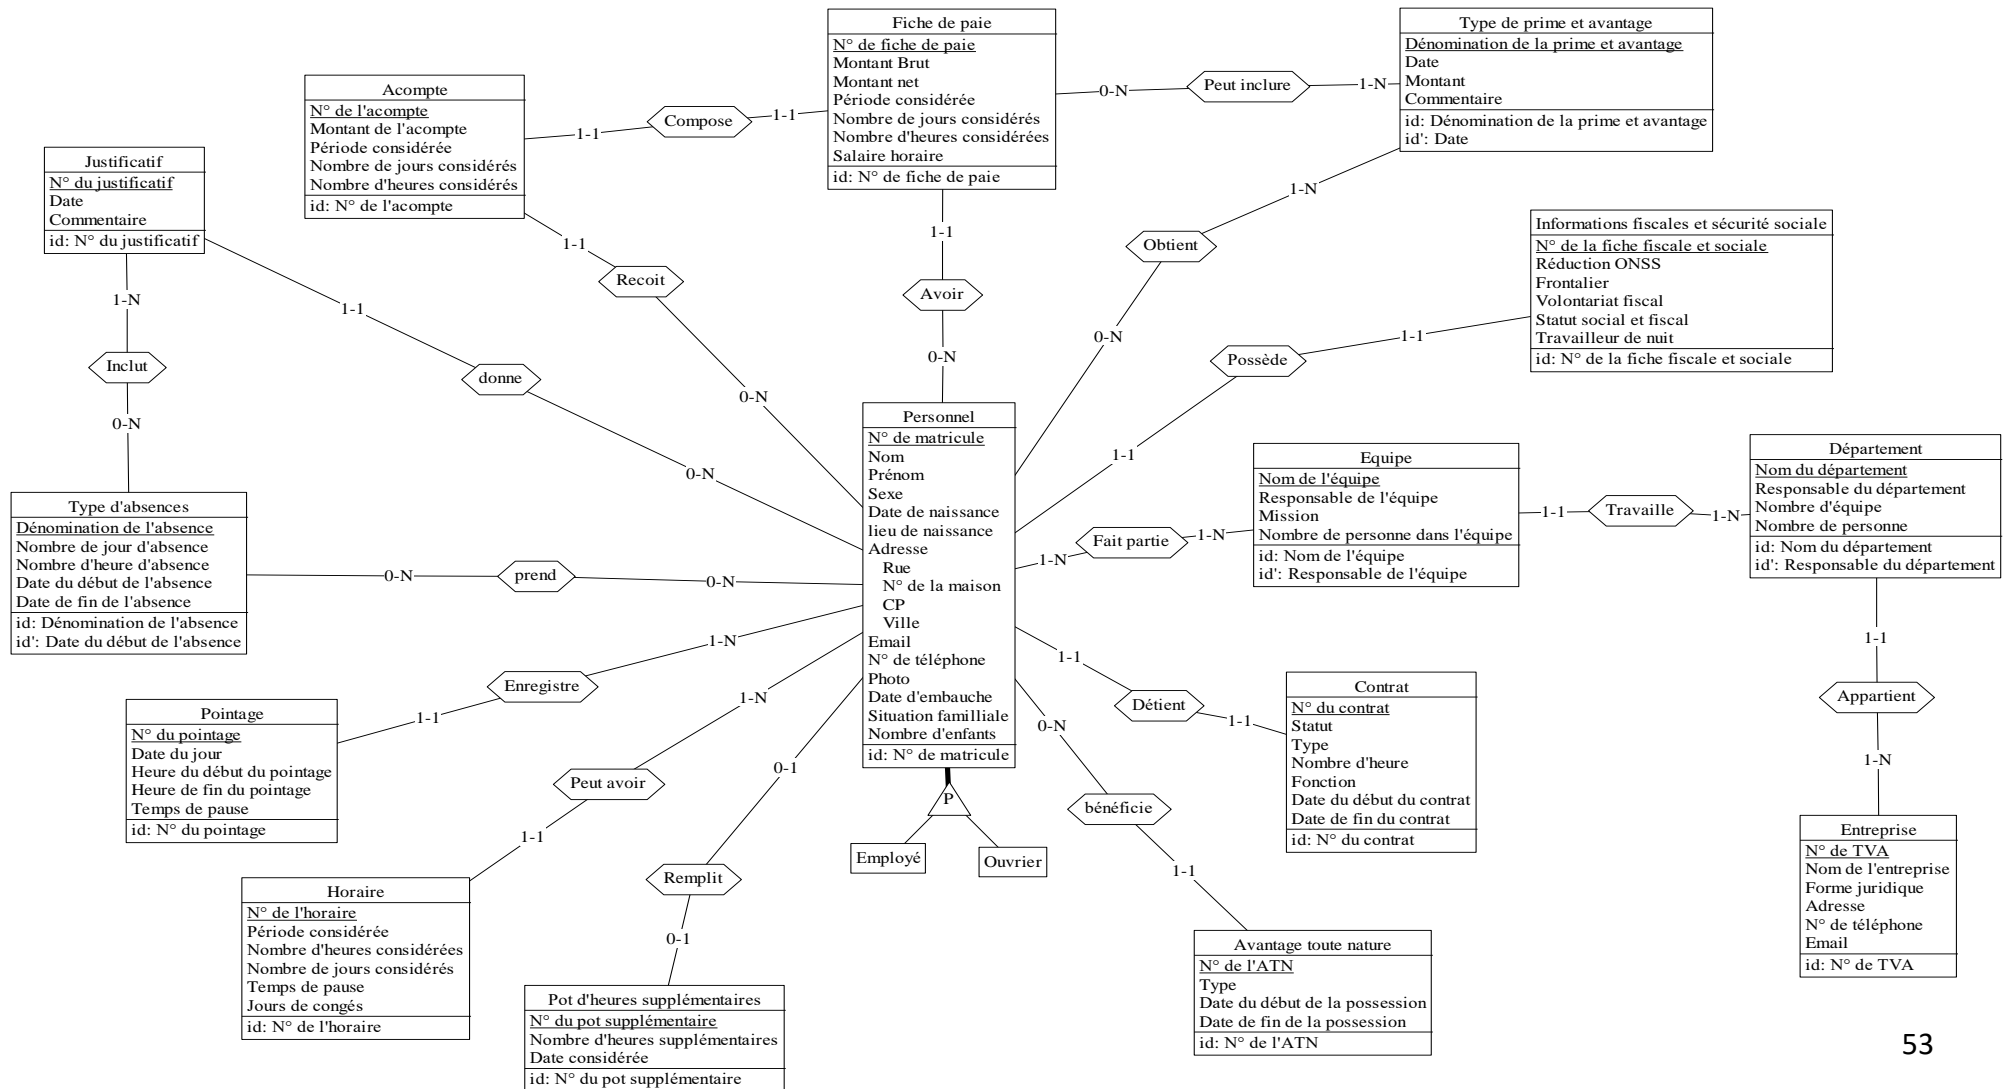 Fiche de paie
N° de fiche de paie
Montant Brut
Montant net
Période considérée
Nombre de jours considérés
Nombre d'heures considérées
Salaire horaire
id: N° de fiche de paie
Type de prime et avantage
Dénomination de la prime et avantage
Date
Montant
Commentaire
id: Dénomination de la prime et avantage
id': Date
0-N
Peut inclure
1-N
Acompte
N° de l'acompte
Montant de l'acompte
Période considérée
Nombre de jours considérés
Nombre d'heures considérés
id: N° de l'acompte
1-1
Compose
1-1
Justificatif
N° du justificatif
Date
Commentaire
id: N° du justificatif
1-N
Inclut
0-N
1-1
donne
0-N
1-1
Recoit
0-N
1-1
Avoir
0-N
1-N
Obtient
0-N
Informations fiscales et sécurité sociale
N° de la fiche fiscale et sociale
Réduction ONSS
Frontalier
Volontariat fiscal
Statut social et fiscal
Travailleur de nuit
id: N° de la fiche fiscale et sociale
1-1
Possède
1-1
Personnel
N° de matricule
Nom
Prénom
Sexe
Date de naissance
lieu de naissance
Adresse
Rue
N° de la maison
CP
Ville
Email
N° de téléphone
Photo
Date d'embauche
Situation familliale
Nombre d'enfants
id: N° de matricule
P
Employé
Ouvrier
Equipe
Nom de l'équipe
Responsable de l'équipe
Mission
Nombre de personne dans l'équipe
id: Nom de l'équipe
id': Responsable de l'équipe
1-N
Fait partie
1-N
1-1
Travaille
1-N
Département
Nom du département
Responsable du département
Nombre d'équipe
Nombre de personne
id: Nom du département
id': Responsable du département
1-1
Appartient
1-N
Entreprise
N° de TVA
Nom de l'entreprise
Forme juridique
Adresse
N° de téléphone
Email
id: N° de TVA
Type d'absences
Dénomination de l'absence
Nombre de jour d'absence
Nombre d'heure d'absence
Date du début de l'absence
Date de fin de l'absence
id: Dénomination de l'absence
id': Date du début de l'absence
0-N
prend
0-N
Pointage
N° du pointage
Date du jour
Heure du début du pointage
Heure de fin du pointage
Temps de pause
id: N° du pointage
1-1
Enregistre
1-N
Horaire
N° de l'horaire
Période considérée
Nombre d'heures considérées
Nombre de jours considérés
Temps de pause
Jours de congés
id: N° de l'horaire
1-1
Peut avoir
1-N
Pot d'heures supplémentaires
N° du pot supplémentaire
Nombre d'heures supplémentaires
Date considérée
id: N° du pot supplémentaire
0-1
Remplit
0-1
Contrat
N° du contrat
Statut
Type
Nombre d'heure
Fonction
Date du début du contrat
Date de fin du contrat
id: N° du contrat
1-1
Détient
1-1
Avantage toute nature
N° de l'ATN
Type
Date du début de la possession
Date de fin de la possession
id: N° de l'ATN
0-N
bénéficie
1-1
53